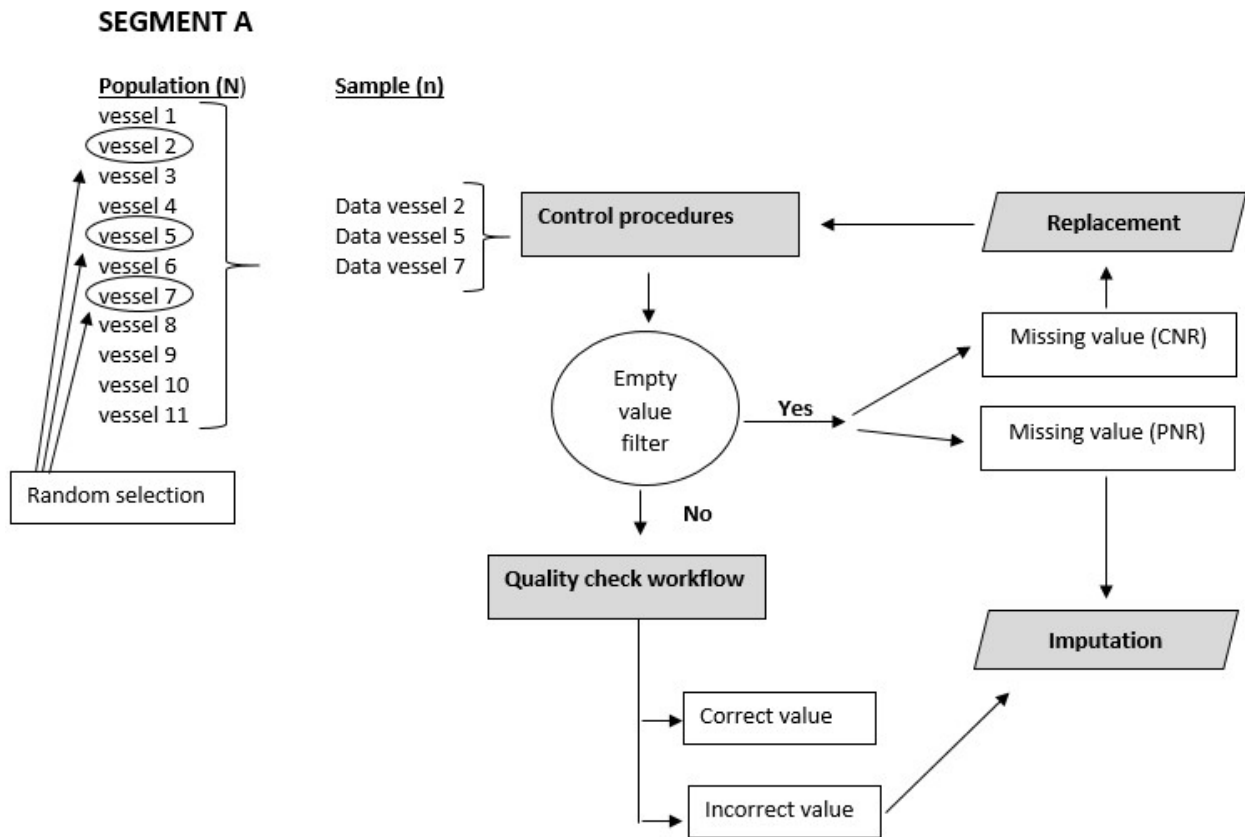 SEGMENT A
Population (N)
vessel 1
vessel 2
vessel 3
vessel 4
vessel 5
vessel 6
vessel 7
vessel 8
vessel 9
vessel 10
vessel 11
Random selection
Sample (n)
Data vessel 2
Data vessel 5
Data vessel 7
Control procedures
Replacement
Empty
value
filter
Yes
Missing value (CNR)
Missing value (PNR)
No
Quality check workflow
Imputation
Correct value
Incorrect value